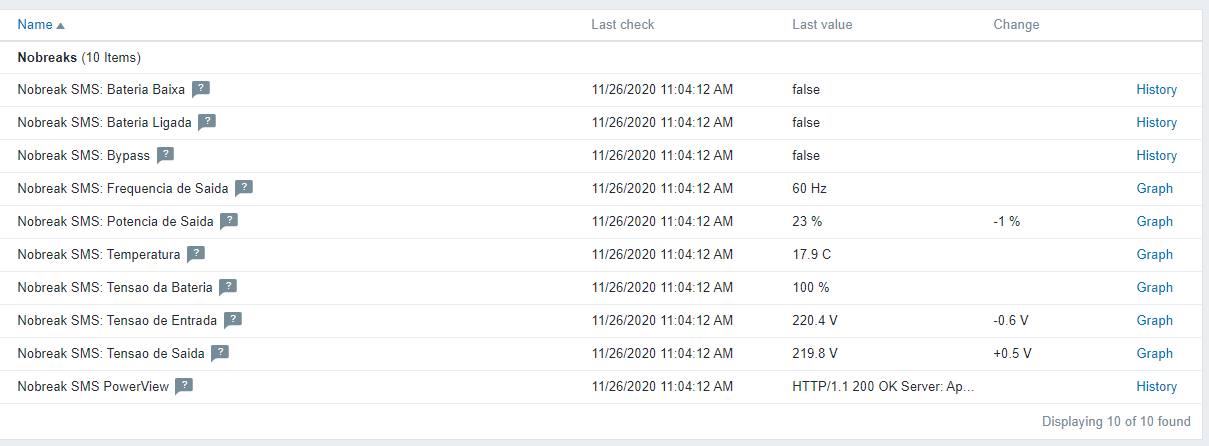 Name Last check Last value Change
Nobreaks (10 Items)
Nobreak SMS: Bateria Baixa ? 11/26/2020 11:04:12 AM false History
Nobreak SMS: Bateria Ligada ? 11/26/2020 11:04:12 AM false History
Nobreak SMS: Bypass ? 11/26/2020 11:04:12 AM false History
Nobreak SMS: Frequencia de Saida ? 11/26/2020 11:04:12 AM 60 Hz Graph
Nobreak SMS: Potencia de Saida ? 11/26/2020 11:04:12 AM 23 % -1 % Graph
Nobreak SMS: Temperatura ? 11/26/2020 11:04:12 AM 17.9 C Graph
Nobreak SMS: Tensao da Bateria ? 11/26/2020 11:04:12 AM 100 % Graph
Nobreak SMS: Tensao de Entrada ? 11/26/2020 11:04:12 AM 220.4 V -0.6 V Graph
Nobreak SMS: Tensao de Saida ? 11/26/2020 11:04:12 AM 219.8 V +0.5 V Graph
Nobreak SMS PowerView ? 11/26/2020 11:04:12 AM HTTP/1.1 200 OK Server: Ap... History
Displaying 10 of 10 found